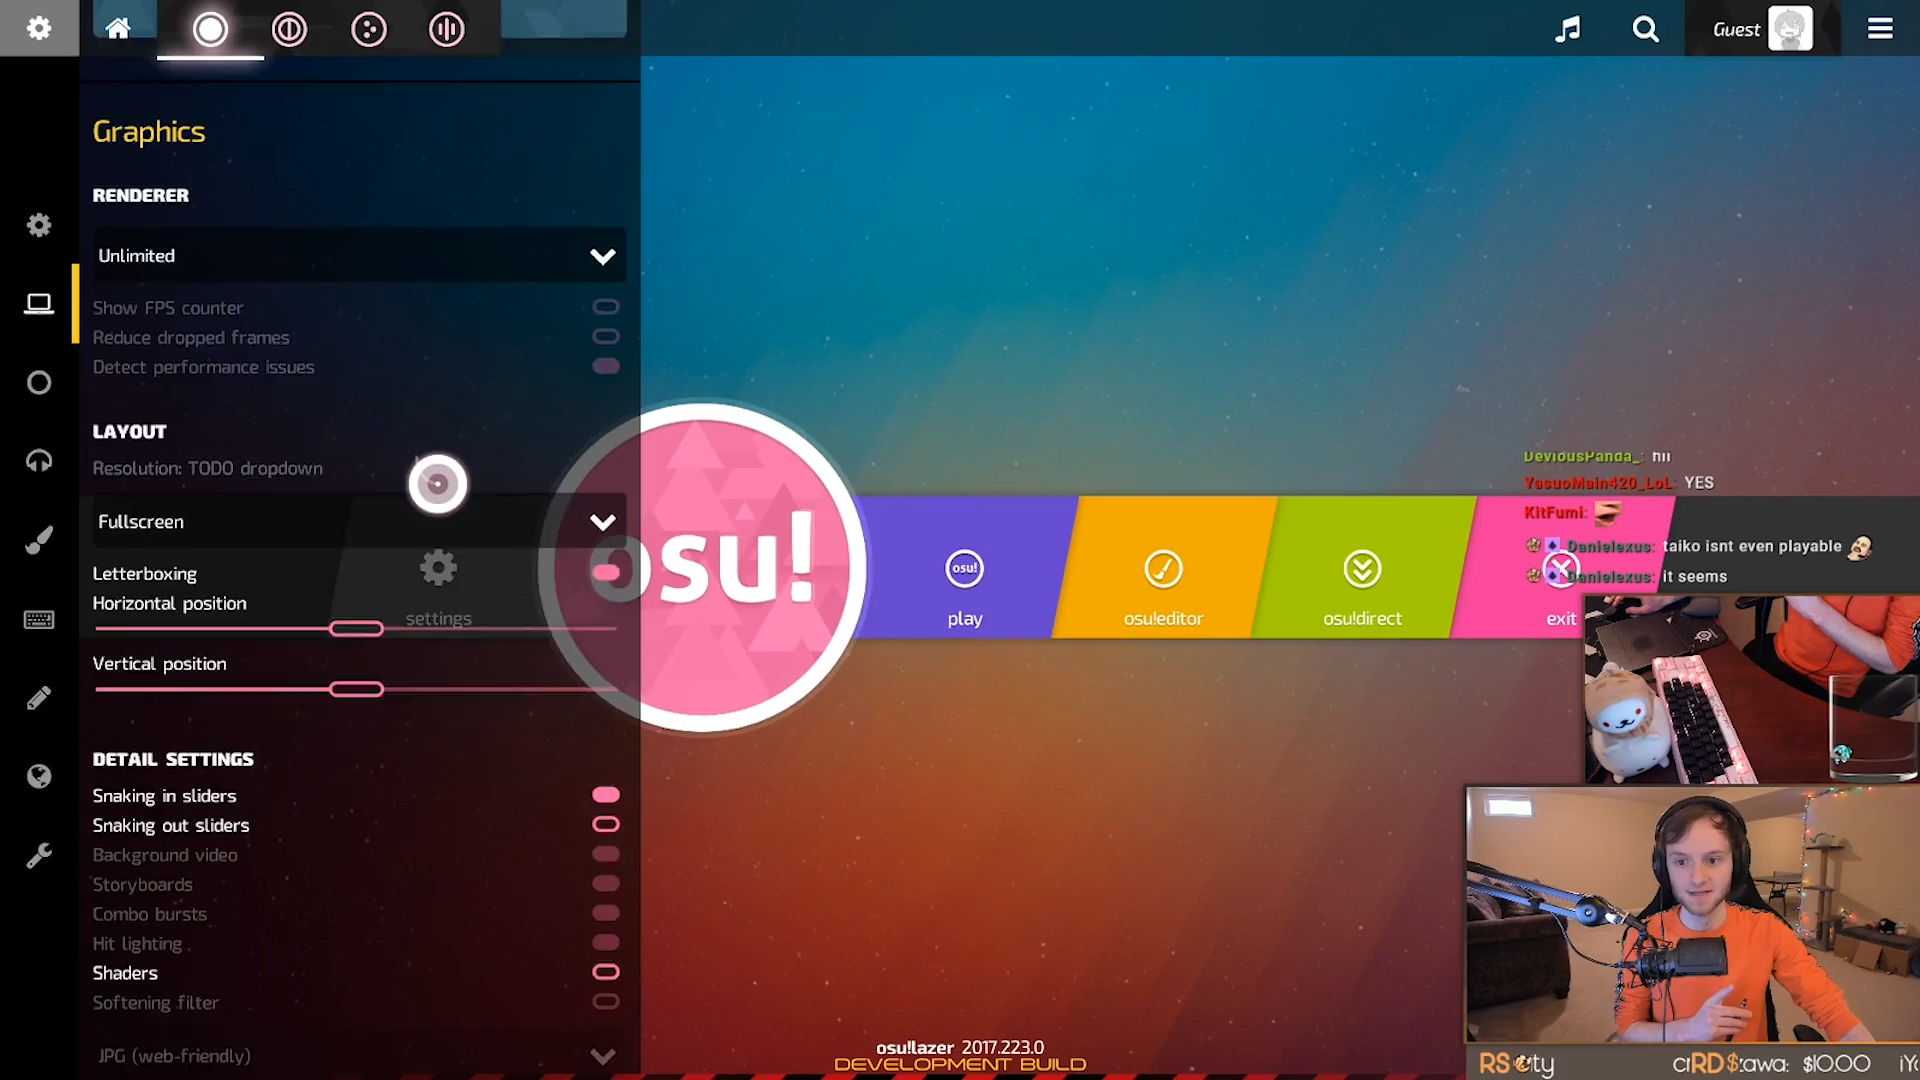 Guest
Graphics
RENDERER
Unlimited
Show FPS counter
Reduce dropped frames
Detect performance issues
LAYOUT
Resolution: TODO dropdown
Fullscreen
Letterboxing
Horizontal position
settings
Vertical position
DETAIL SETTINGS
Snaking in sliders
Snaking out sliders
Background video
Storyboards
Combo bursts
Hit lighting
Shaders
Softening filter
JPG (web-friendly)
osu!
osu!
play
osu!editor
osu!direct
exit
DeviousPanda_: hii
YasuoMain420_LoL: YES
KitFumi:
Danielexus: taiko isnt even playable
Danielexus: it seems
osu!lazer 2017.223.0
DEVELOPMENT BUILD
$10.00